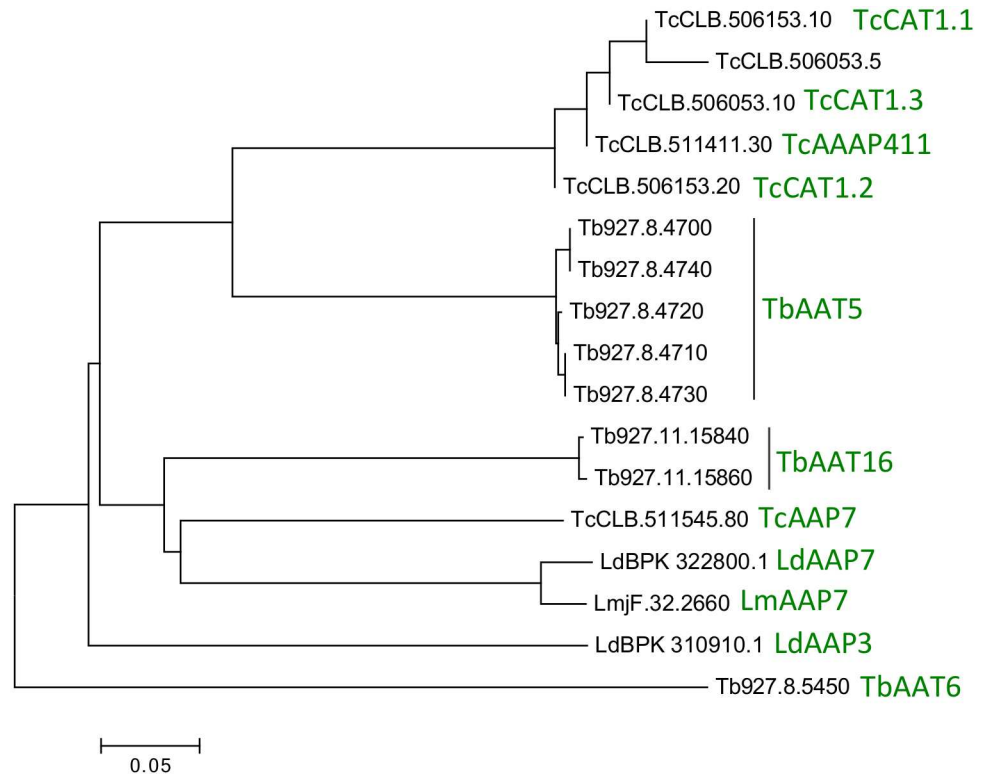 TcCLB.506153.10 TcCAT1.1
TcCLB.506053.5
TcCLB.506053.10 TcCAT1.3
TcCLB.511411.30 TcAAAP411
TcCLB.506153.20 TcCAT1.2
Tb927.8.4700
Tb927.8.4740
Tb927.8.4720 TbAAT5
Tb927.8.4710
Tb927.8.4730
Tb927.11.15840
TbAAT16
Tb927.11.15860
TcCLB.511545.80 TcAAP7
LdBPK 322800.1 LdAAP7
LmjF.32.2660 LmAAP7
LdBPK 310910.1 LdAAP3
Tb927.8.5450 TbAAT6
0.05